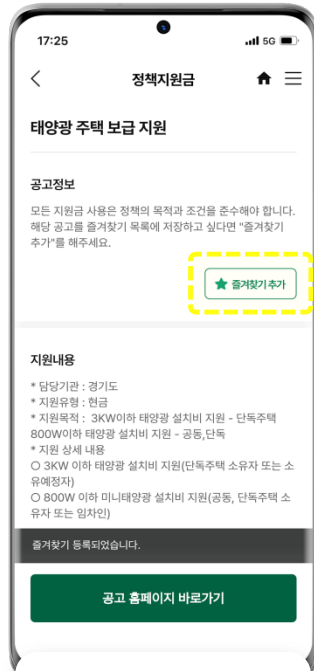 17:25
5G
정책지원금
태양광 주택 보급 지원
공고정보
모든 지원금 사용은 정책의 목적과 조건을 준수해야 합니다.
해당 공고를 즐겨찾기 목록에 저장하고 싶다면 "즐겨찾기
추가"를 해주세요.
즐겨찾기 추가
지원내용
* 담당기관 : 경기도
* 지원유형 : 현금
* 지원목적 : 3KW이하 태양광 설치비 지원 - 단독주택
800W이하 태양광 설치비 지원 - 공동,단독
* 지원 상세 내용
○ 3KW 이하 태양광 설치비 지원(단독주택 소유자 또는 소
유예정자)
○ 800W 이하 미니태양광 설치비 지원(공동, 단독주택 소
유자 또는 임차인)
즐겨찾기 등록되었습니다.
공고 홈페이지 바로가기